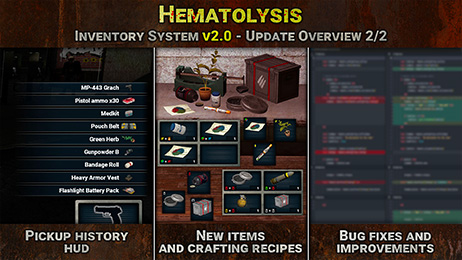 Hematolysis
Inventory System v2.0 - Update Overview 2/2
MP-443 Grach
Pistol ammo x30
Medkit
Pouch Belt
Green Herb
Gunpowder B
Bandage Roll
Heavy Armor Vest
Flashlight Battery Pack
Pickup history
HUD
New items
and crafting recipes
Bug fixes and
improvements